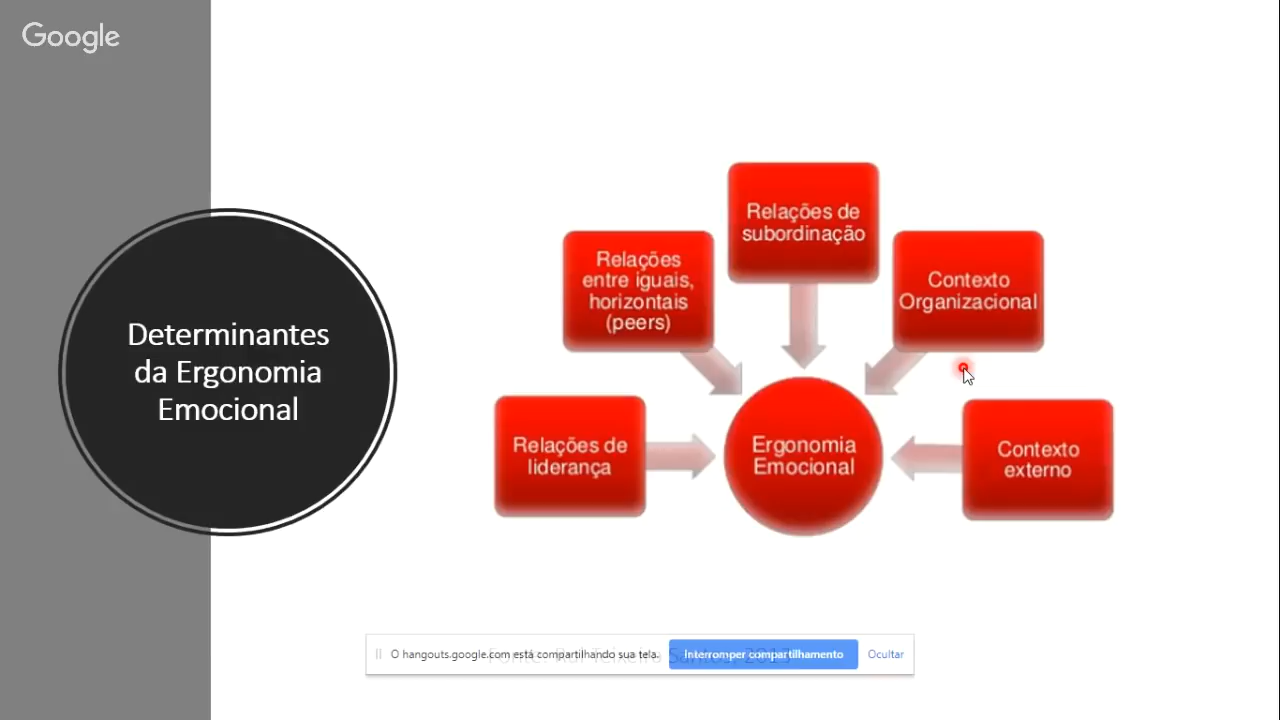 Google
Determinantes
da Ergonomia
Emocional
Relações de
liderança
Relações
entre iguais,
horizontais
(peers)
Relações de
subordinação
Contexto
Organizacional
Contexto
externo
Ergonomia
Emocional
O hangouts.google.com está compartilhando sua tela.
Interromper compartilhamento
Ocultar